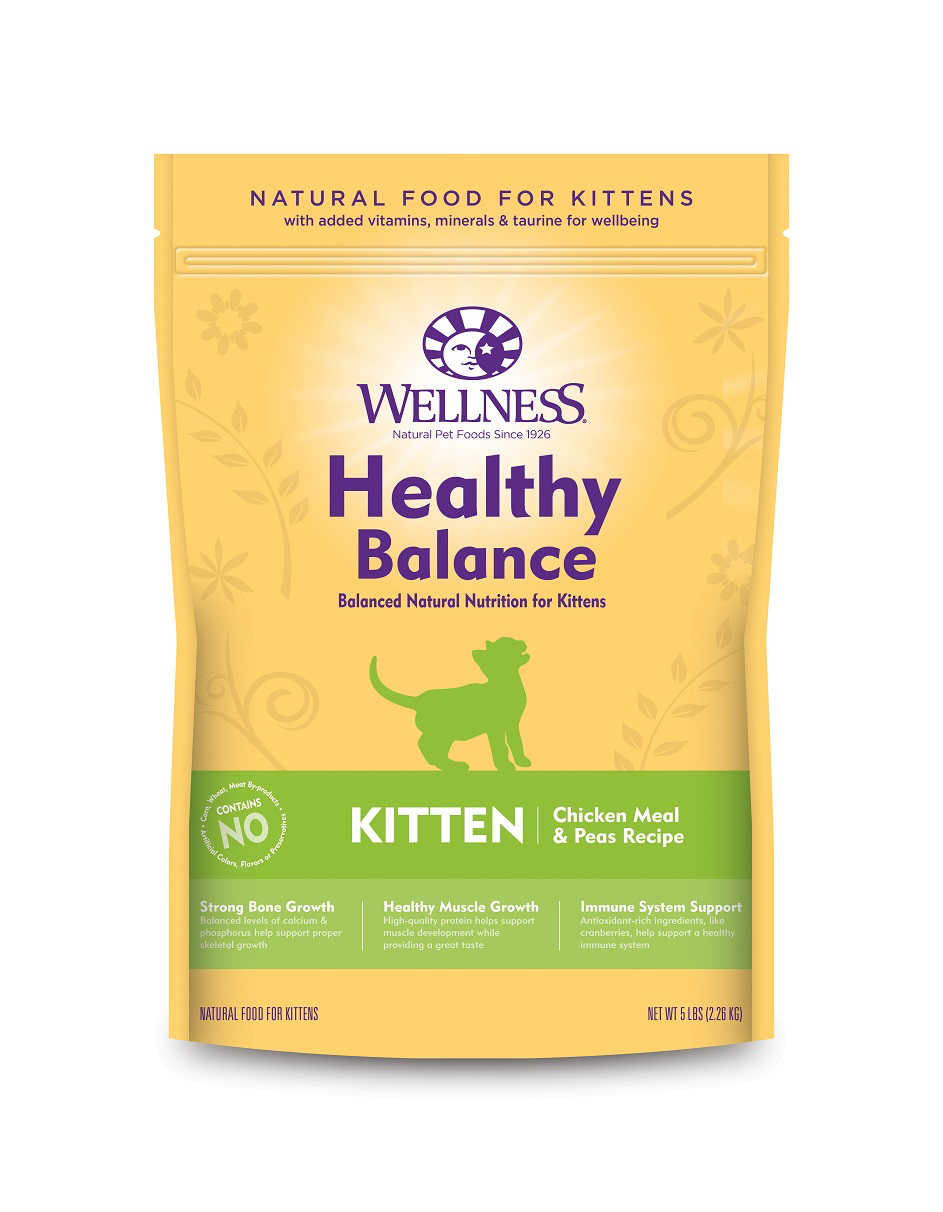 NATURAL FOOD FOR KITTENS
with added vitamins, minerals & taurine for wellbeing
WELLNESS®
Natural Pet Foods Since 1926
Healthy
Balance
Balanced Natural Nutrition for Kittens
• Corn, Wheat, Meat By-products •
CONTAINS
NO
Artificial Colors, Flavors or Preservatives
KITTEN
Chicken Meal
& Peas Recipe
Strong Bone Growth
Balanced levels of calcium &
phosphorus help support proper
skeletal growth
Healthy Muscle Growth
High-quality protein helps support
muscle development while
providing a great taste
Immune System Support
Antioxidant-rich ingredients, like
cranberries, help support a healthy
immune system
NATURAL FOOD FOR KITTENS
NET WT 5 LBS (2.26 KG)